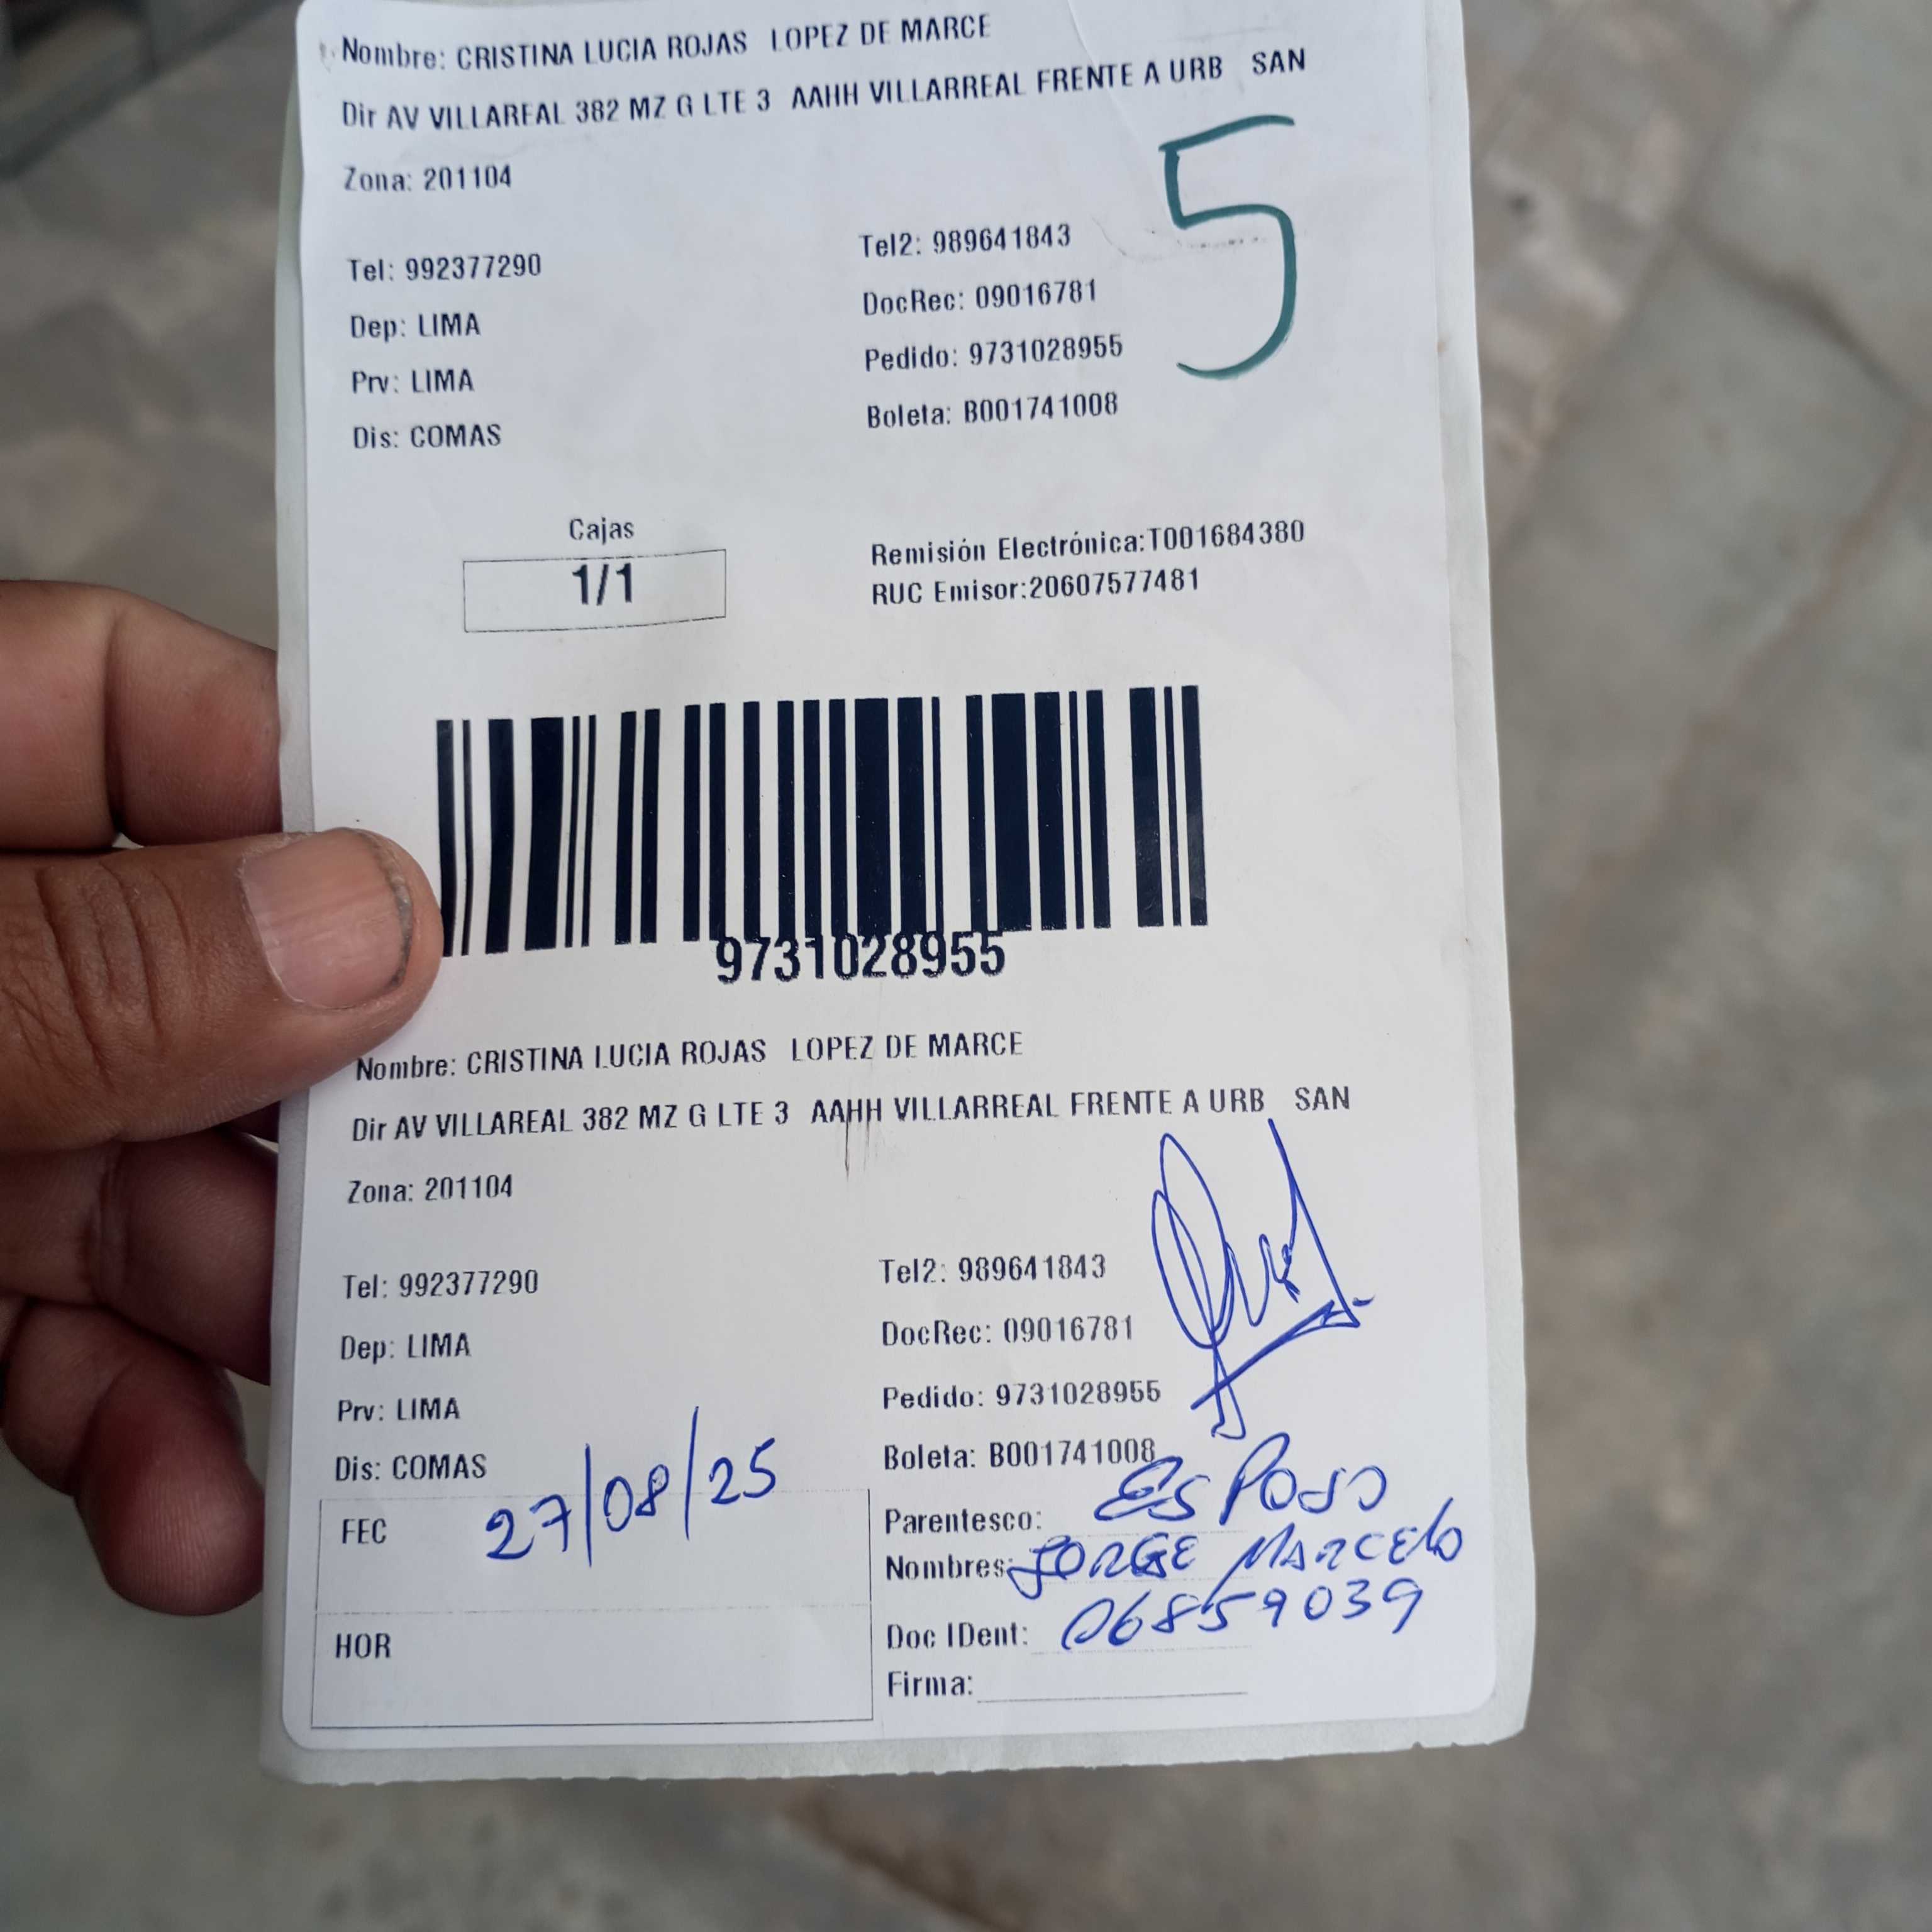 Nombre: CRISTINA LUCIA ROJAS LOPEZ DE MARCE
Dir AV VILLAREAL 382 MZ G LTE 3 AAHH VILLARREAL FRENTE A URB SAN
5
Zona: 201104
Tel: 992377290
Tel2: 989641843
Dep: LIMA
DocRec: 09016781
Prv: LIMA
Pedido: 9731028955
Dis: COMAS
Boleta: B001741008
Cajas
1/1
Remisión Electrónica:T001684380
RUC Emisor:20607577481
9731028955
Nombre: CRISTINA LUCIA ROJAS LOPEZ DE MARCE
Dir AV VILLAREAL 382 MZ G LTE 3 AAHH VILLARREAL FRENTE A URB SAN
Zona: 201104
Tel: 992377290
Tel2: 989641843
Dep: LIMA
DocRec: 09016781
Prv: LIMA
Pedido: 9731028955
Dis: COMAS
Boleta: B001741008
FEC 27/08/25
Parentesco: ESPOSO
Nombres: JORGE MARCELO
HOR
Doc IDent: 06859039
Firma: